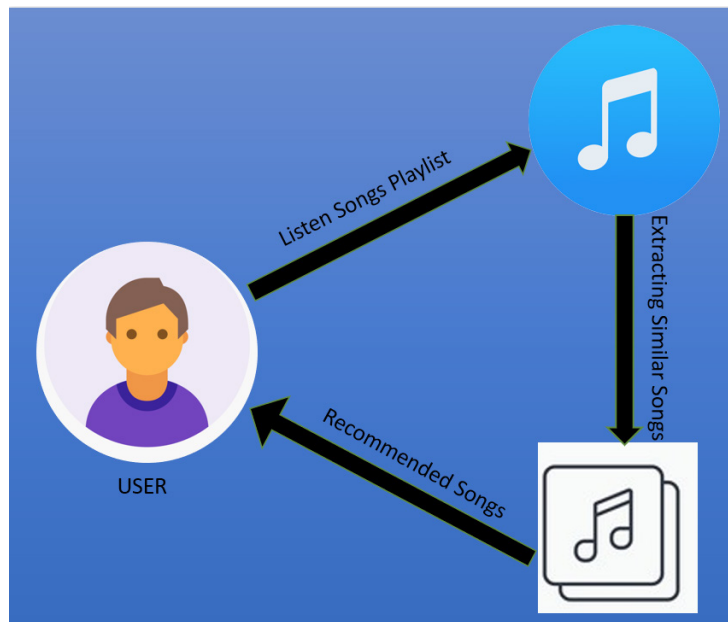 Listen Songs Playlist
Extracting Similar Songs
Recommended Songs
USER